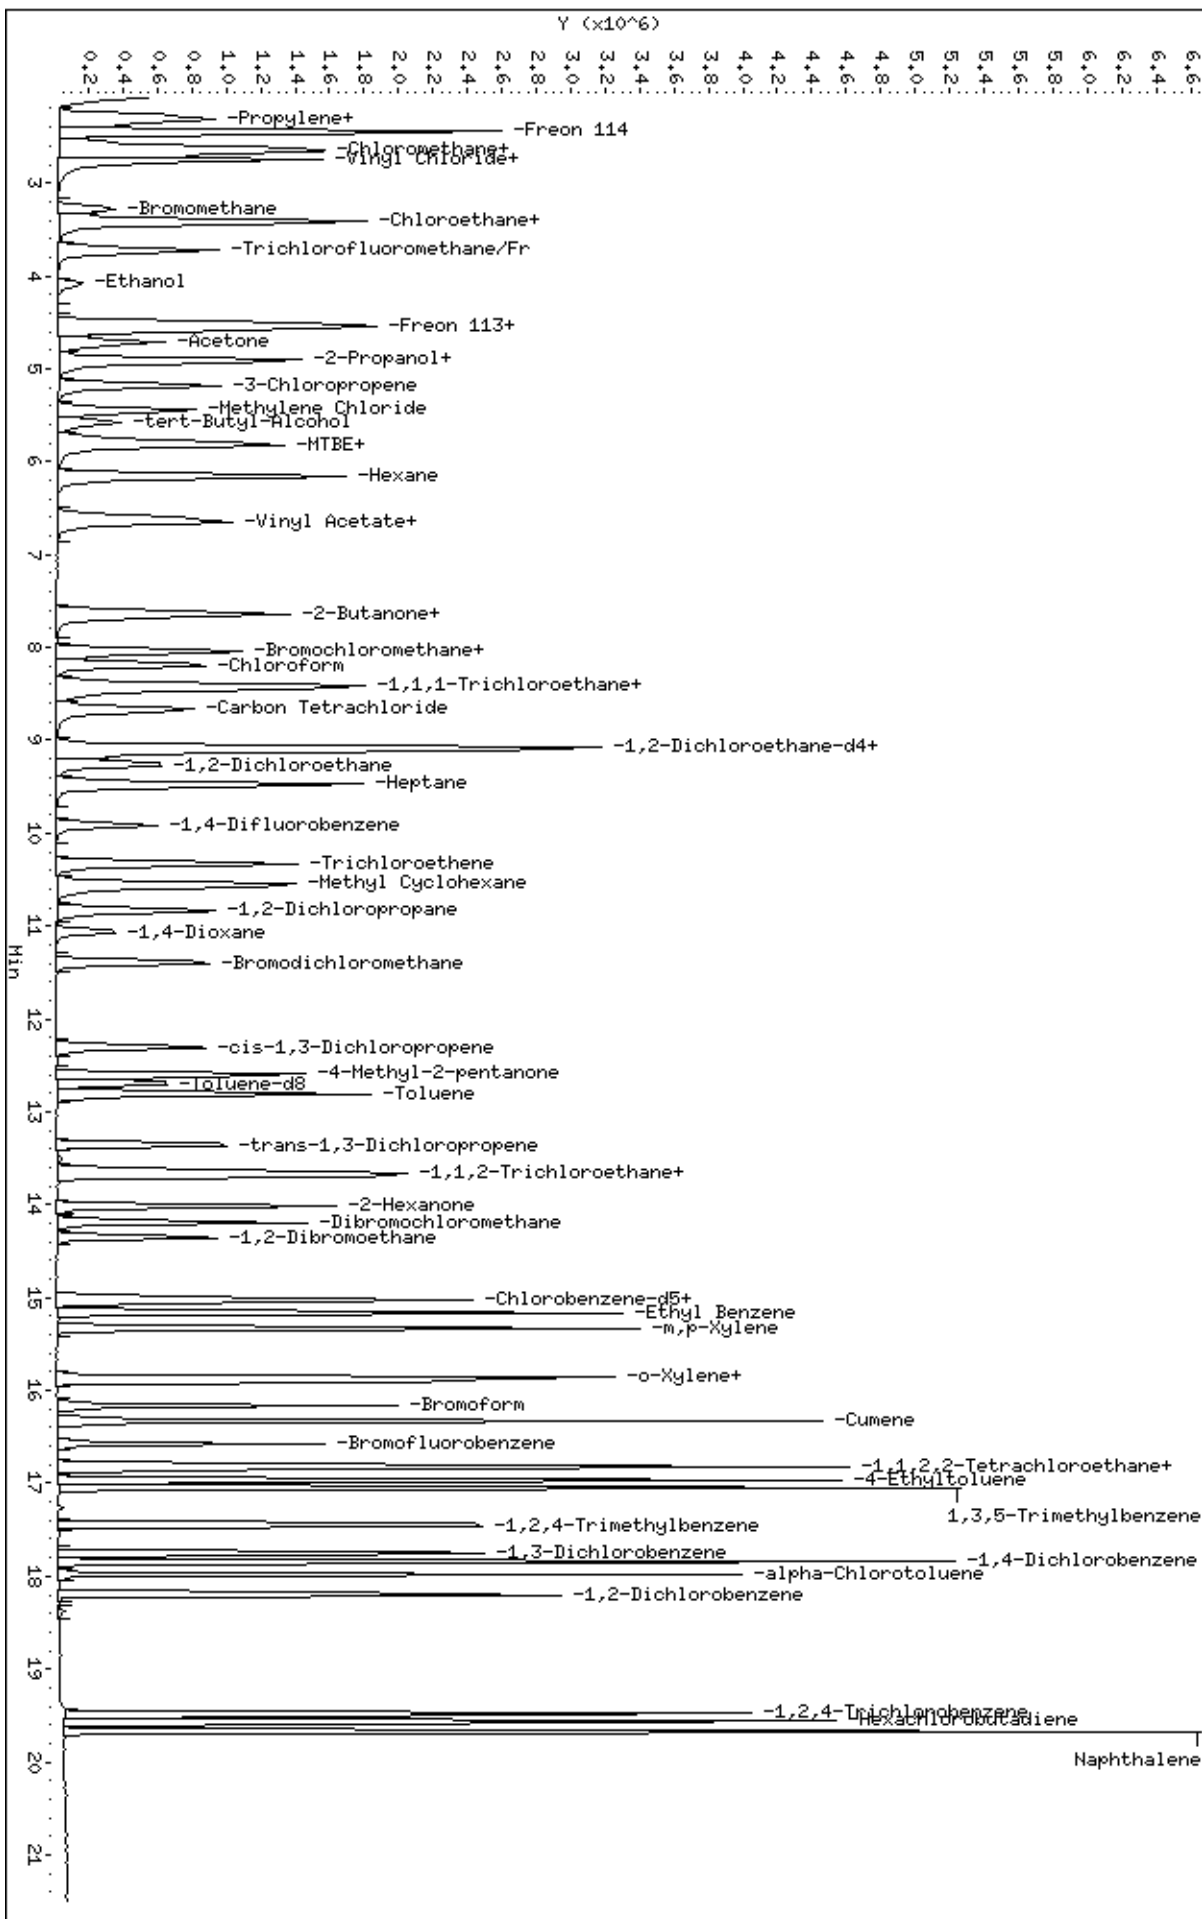 Y (x10^6)
0.2
0.4
0.6
0.8
1.0
1.2
1.4
1.6
1.8
2.0
2.2
2.4
2.6
2.8
3.0
3.2
3.4
3.6
3.8
4.0
4.2
4.4
4.6
4.8
5.0
5.2
5.4
5.6
5.8
6.0
6.2
6.4
6.6
-Propylene+
-Freon 114
-Chloromethane+
-Vinyl Chloride+
3
-Bromomethane
-Chloroethane+
-Trichlorofluoromethane/Fr
4
-Ethanol
-Freon 113+
-Acetone
-2-Propanol+
5
-3-Chloropropene
-Methylene Chloride
-tert-Butyl-Alcohol
-MTBE+
6
-Hexane
-Vinyl Acetate+
7
-2-Butanone+
8
-Bromochloromethane+
-Chloroform
-1,1,1-Trichloroethane+
-Carbon Tetrachloride
9
-1,2-Dichloroethane-d4+
-1,2-Dichloroethane
-Heptane
-1,4-Difluorobenzene
10
-Trichloroethene
-Methyl Cyclohexane
-1,2-Dichloropropane
11
-1,4-Dioxane
Min
-Bromodichloromethane
12
-cis-1,3-Dichloropropene
-4-Methyl-2-pentanone
-Toluene-d8
-Toluene
13
-trans-1,3-Dichloropropene
-1,1,2-Trichloroethane+
14
-2-Hexanone
-Dibromochloromethane
-1,2-Dibromoethane
15
-Chlorobenzene-d5+
-Ethyl Benzene
-m,p-Xylene
-o-Xylene+
16
-Bromoform
-Cumene
-Bromofluorobenzene
-1,1,2,2-Tetrachloroethane+
17
-4-Ethyltoluene
1,3,5-Trimethylbenzene
-1,2,4-Trimethylbenzene
-1,3-Dichlorobenzene
-1,4-Dichlorobenzene
18
-alpha-Chlorotoluene
-1,2-Dichlorobenzene
19
-1,2,4-Trichlorobenzene
-Hexachlorobutadiene
Naphthalene
20
21